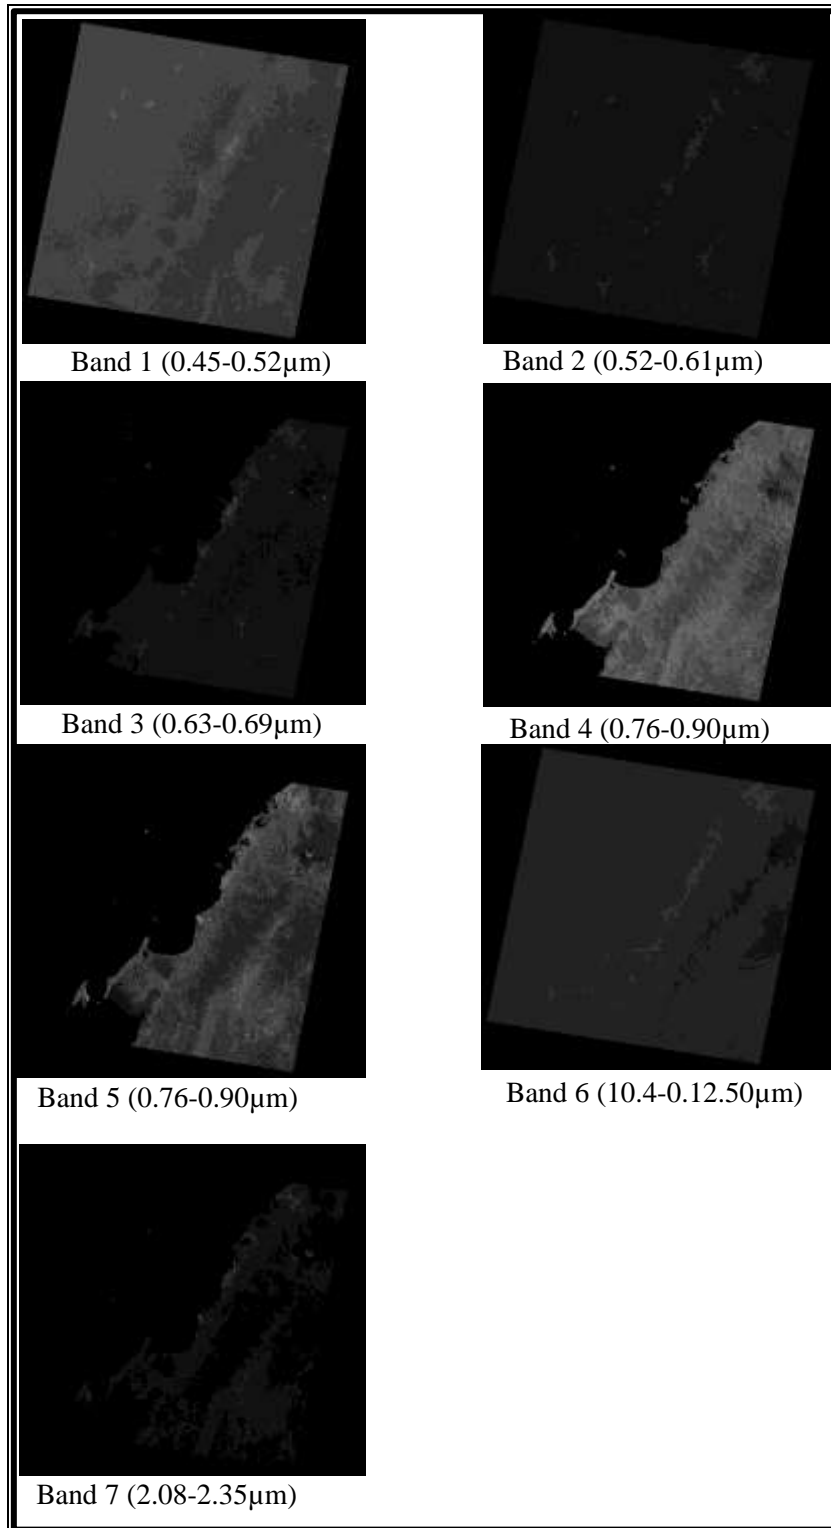 Band 1 (0.45-0.52µm)
Band 2 (0.52-0.61µm)
Band 3 (0.63-0.69µm)
Band 4 (0.76-0.90µm)
Band 5 (0.76-0.90µm)
Band 6 (10.4-0.12.50µm)
Band 7 (2.08-2.35µm)